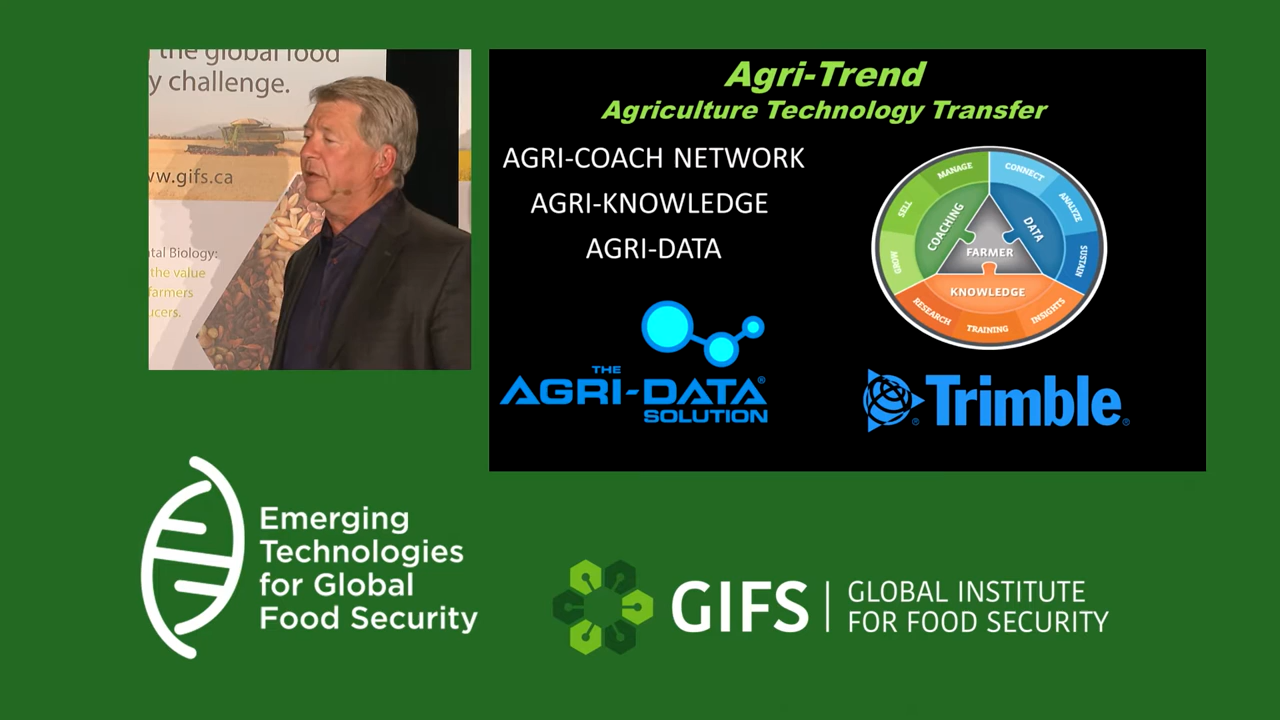 the global food
y challenge.
ww.gifs.ca
tal Biology:
the value
farmers
ucers.
Agri-Trend
Agriculture Technology Transfer
AGRI-COACH NETWORK
AGRI-KNOWLEDGE
AGRI-DATA
MANAGE
SELL
CONNECT
ANALYZE
SUSTAIN
COACHING
DATA
FARMER
KNOWLEDGE
RESEARCH
TRAINING
INSIGHTS
THE
AGRI-DATA®
SOLUTION
Trimble®
Emerging
Technologies
for Global
Food Security
GIFS | GLOBAL INSTITUTE
FOR FOOD SECURITY